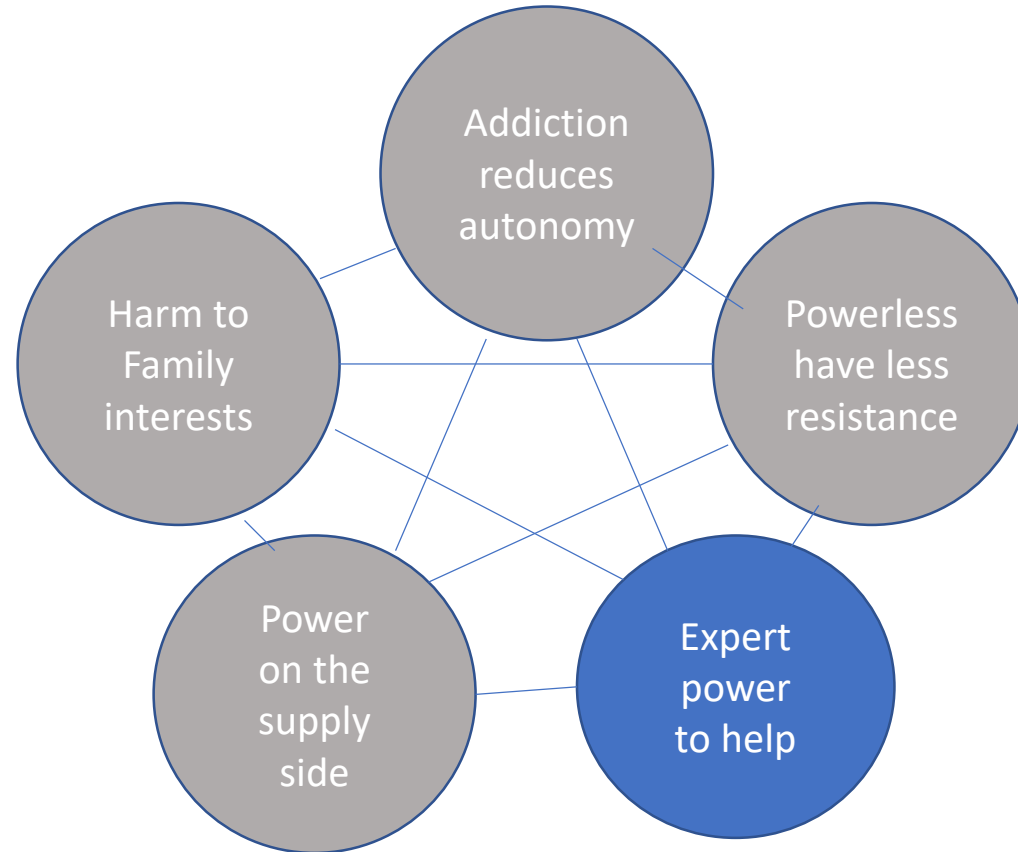 Addiction
reduces
autonomy
Harm to
Family
interests
Powerless
have less
resistance
Power
on the
supply
side
Expert
power
to help